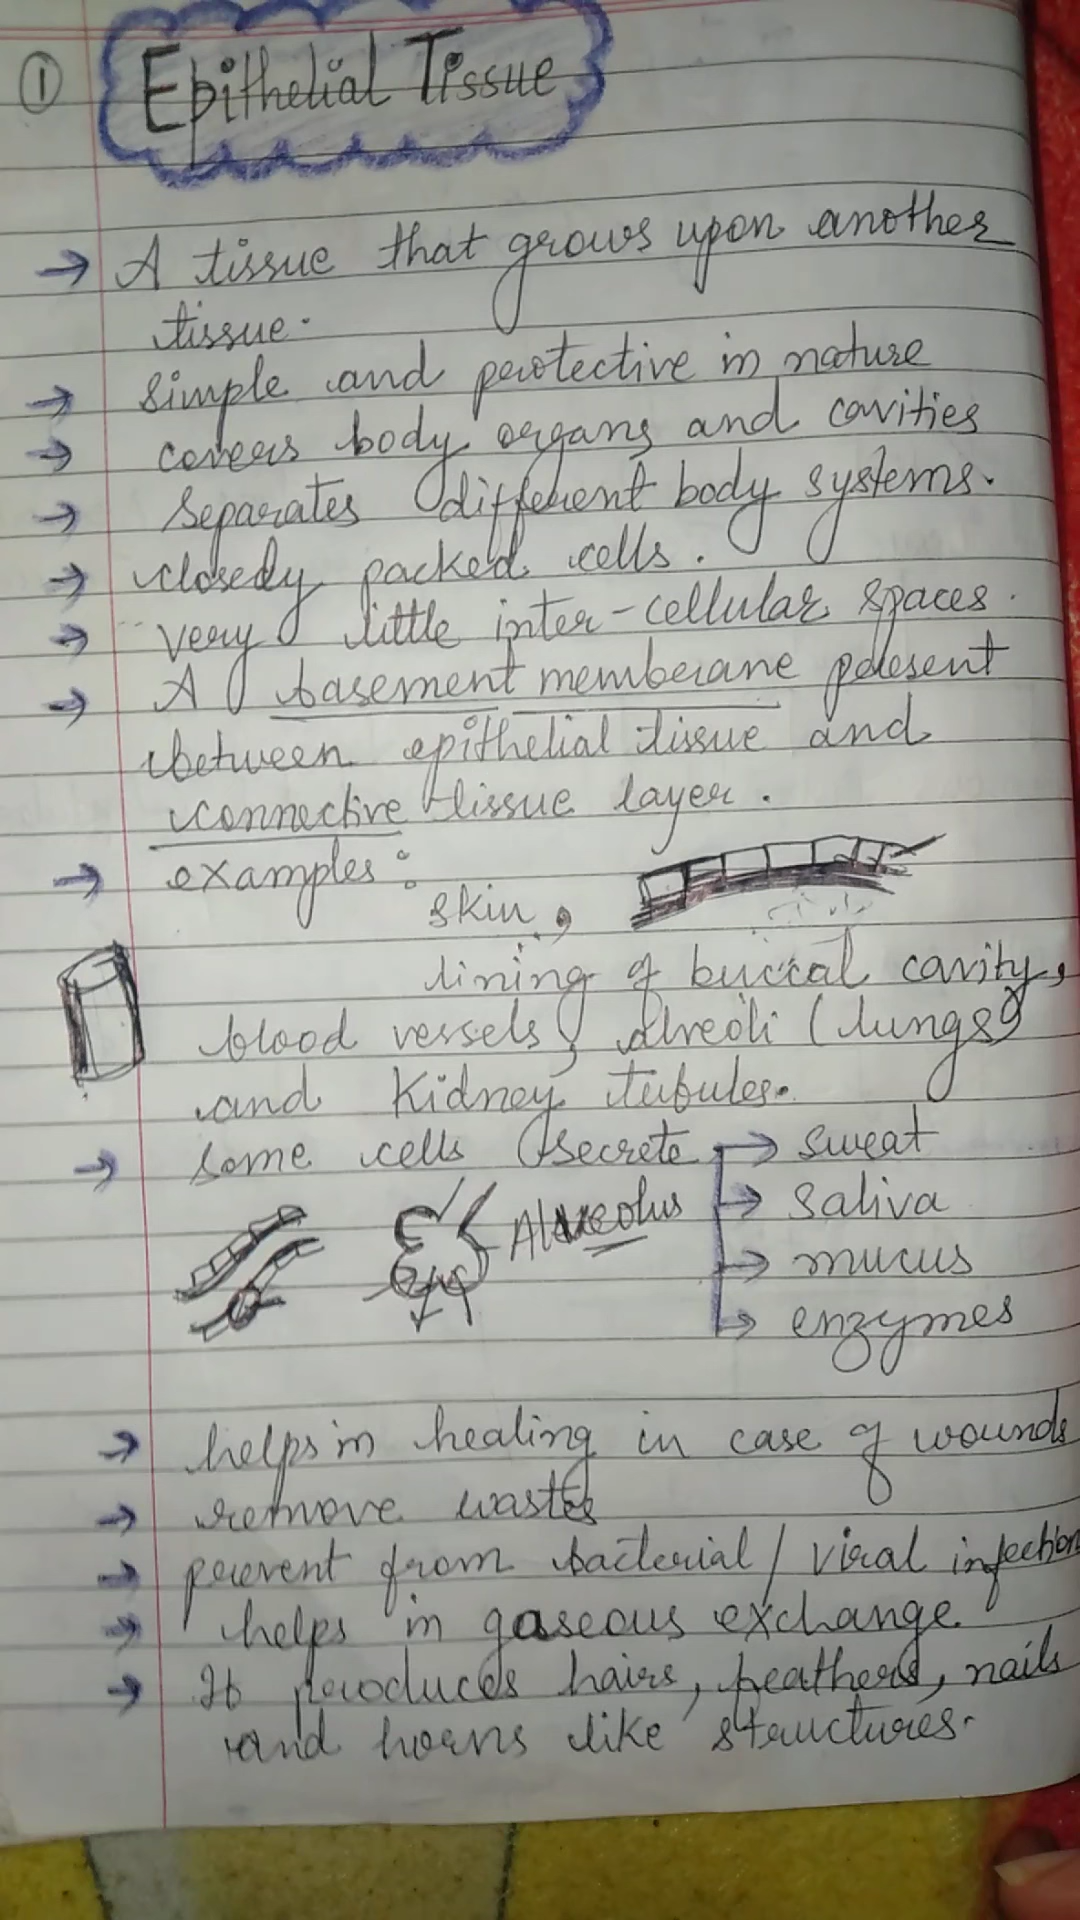 ① Epithelial Tissue
→ A tissue that grows upon another
tissue.
→ simple and protective in nature
→ covers body organs and cavities
→ separates different body systems.
→ closely packed cells.
→ very little inter-cellular spaces.
→ A basement membrane present
between epithelial tissue and
connective tissue layer.
→ examples:
skin,
lining of buccal cavity,
blood vessels, alveoli (lungs)
and Kidney tubules.
→ some cells secrete → sweat
Alveolus → saliva
→ mucus
→ enzymes
→ helps in healing in case of wounds
→ remove wastes
→ prevent from bacterial / viral infection
→ helps in gaseous exchange
→ It produces hairs, feathers, nails
and horns like structures.